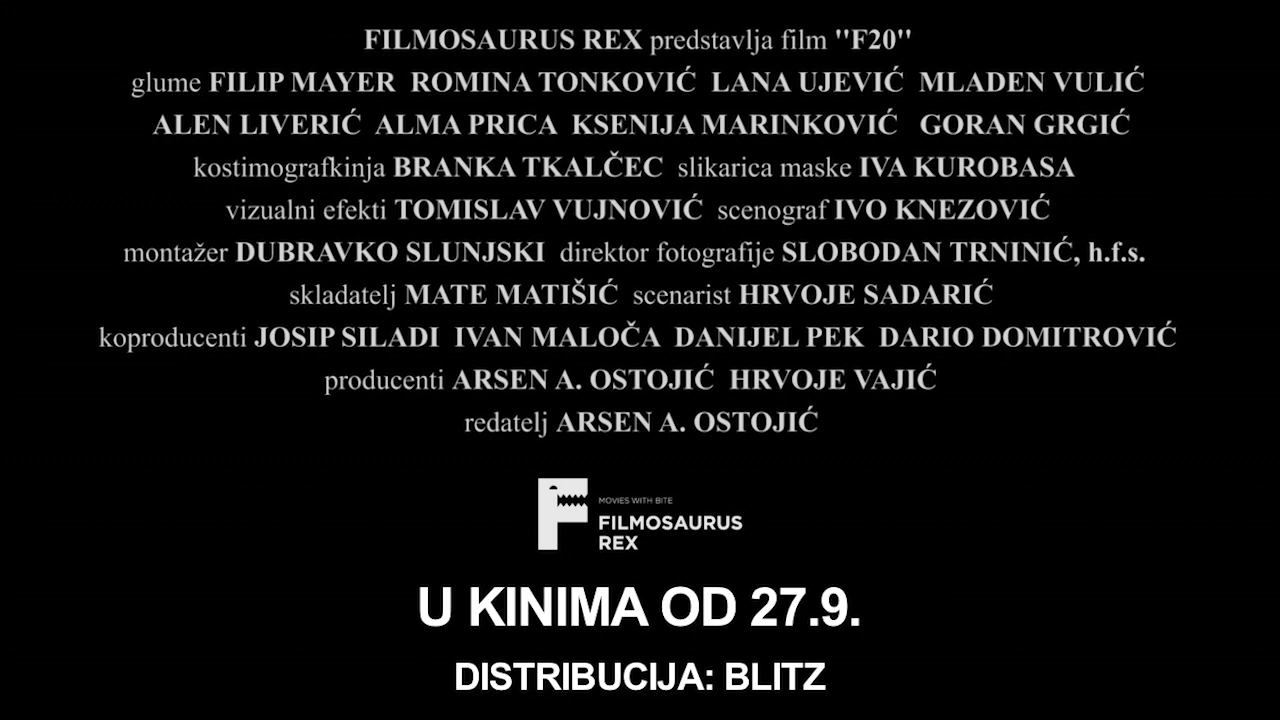 FILMOSAURUS REX predstavlja film "F20"
glume FILIP MAYER ROMINA TONKOVIĆ LANA UJEVIĆ MLADEN VULIĆ
ALEN LIVERIĆ ALMA PRICA KSENIJA MARINKOVIĆ GORAN GRGIĆ
kostimografkinja BRANKA TKALČEC slikarica maske IVA KUROBASA
vizualni efekti TOMISLAV VUJNOVIĆ scenograf IVO KNEZOVIĆ
montažer DUBRAVKO SLUNJSKI direktor fotografije SLOBODAN TRNINIĆ, h.f.s.
skladatelj MATE MATIŠIĆ scenarist HRVOJE SADARIĆ
koproducenti JOSIP SILADI IVAN MALOČA DANIJEL PEK DARIO DOMITROVIĆ
producenti ARSEN A. OSTOJIĆ HRVOJE VAJIĆ
redatelj ARSEN A. OSTOJIĆ
MOVIES WITH BITE
FILMOSAURUS
REX
U KINIMA OD 27.9.
DISTRIBUCIJA: BLITZ